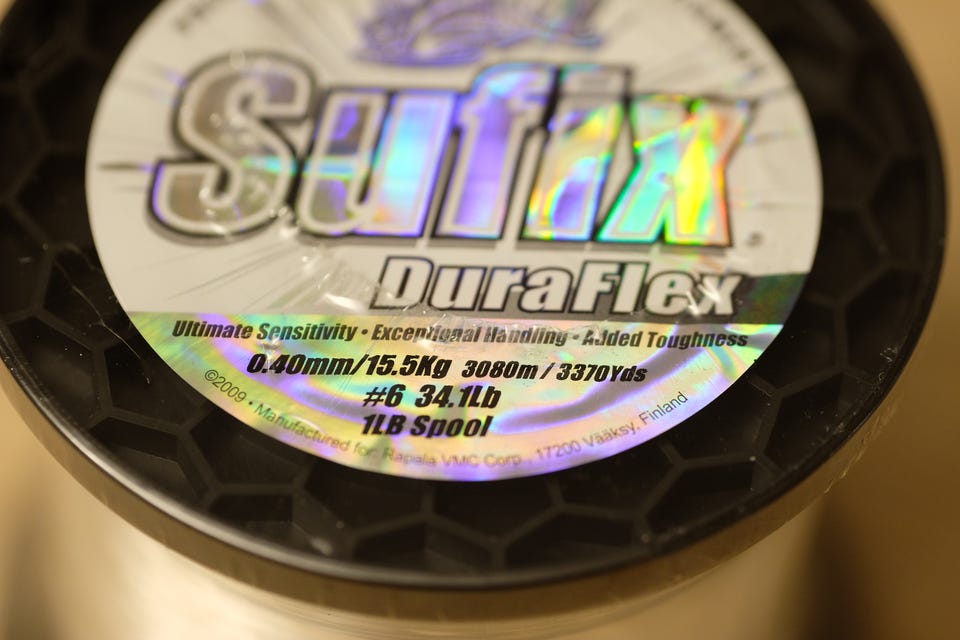 Sufix
DuraFlex
Ultimate Sensitivity • Exceptional Handling • Added Toughness
0.40mm/15.5Kg 3080m / 3370Yds
#6 34.1Lb
1LB Spool
©2009 • Manufactured for: Rapala VMC Corp. 17200 Vääksy, Finland